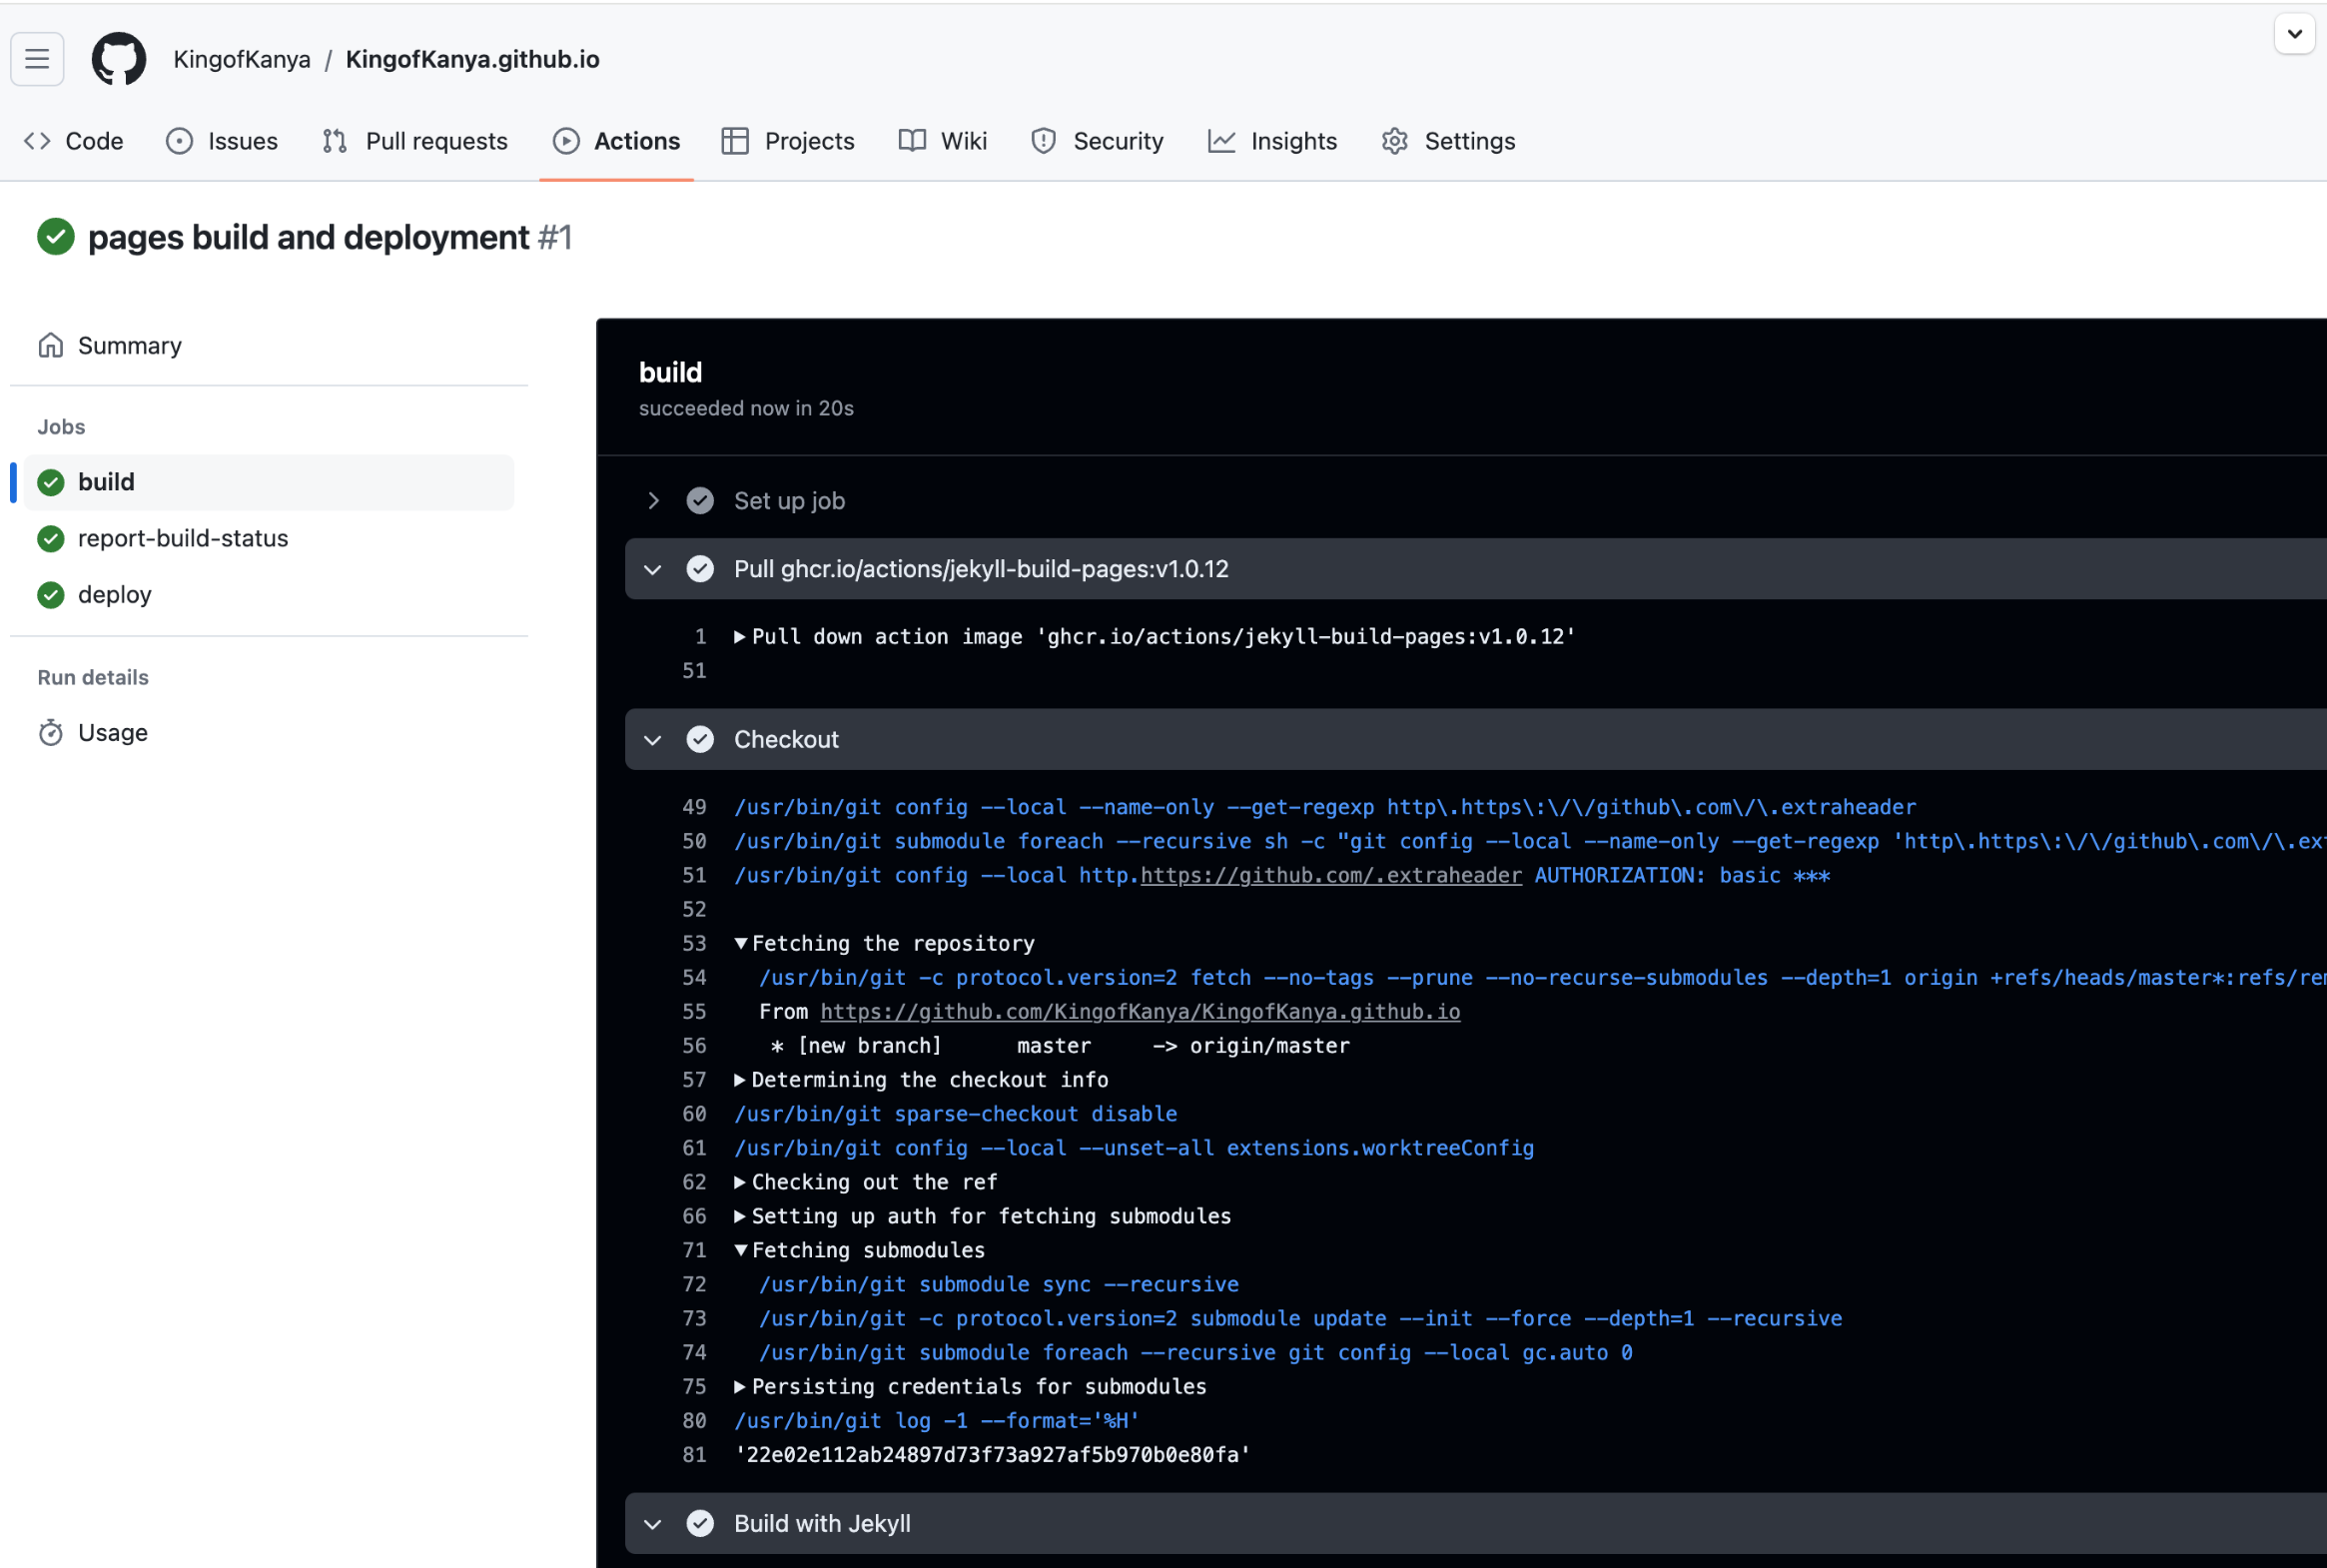 KingofKanya / KingofKanya.github.io
Code Issues Pull requests Actions Projects Wiki Security Insights Settings
pages build and deployment #1
Summary
Jobs
build
report-build-status
deploy
Run details
Usage
build
succeeded now in 20s
Set up job
Pull ghcr.io/actions/jekyll-build-pages:v1.0.12
1 Pull down action image 'ghcr.io/actions/jekyll-build-pages:v1.0.12'
51
Checkout
49 /usr/bin/git config --local --name-only --get-regexp http\.https\:\/\/github\.com\/\.extraheader
50 /usr/bin/git submodule foreach --recursive sh -c "git config --local --name-only --get-regexp 'http\.https\:\/\/github\.com\/\.ex
51 /usr/bin/git config --local http.https://github.com/.extraheader AUTHORIZATION: basic ***
52
53 Fetching the repository
54 /usr/bin/git -c protocol.version=2 fetch --no-tags --prune --no-recurse-submodules --depth=1 origin +refs/heads/master*:refs/re
55 From https://github.com/KingofKanya/KingofKanya.github.io
56 * [new branch] master -> origin/master
57 Determining the checkout info
60 /usr/bin/git sparse-checkout disable
61 /usr/bin/git config --local --unset-all extensions.worktreeConfig
62 Checking out the ref
66 Setting up auth for fetching submodules
71 Fetching submodules
72 /usr/bin/git submodule sync --recursive
73 /usr/bin/git -c protocol.version=2 submodule update --init --force --depth=1 --recursive
74 /usr/bin/git submodule foreach --recursive git config --local gc.auto 0
75 Persisting credentials for submodules
80 /usr/bin/git log -1 --format='%H'
81 '22e02e112ab24897d73f73a927af5b970b0e80fa'
Build with Jekyll